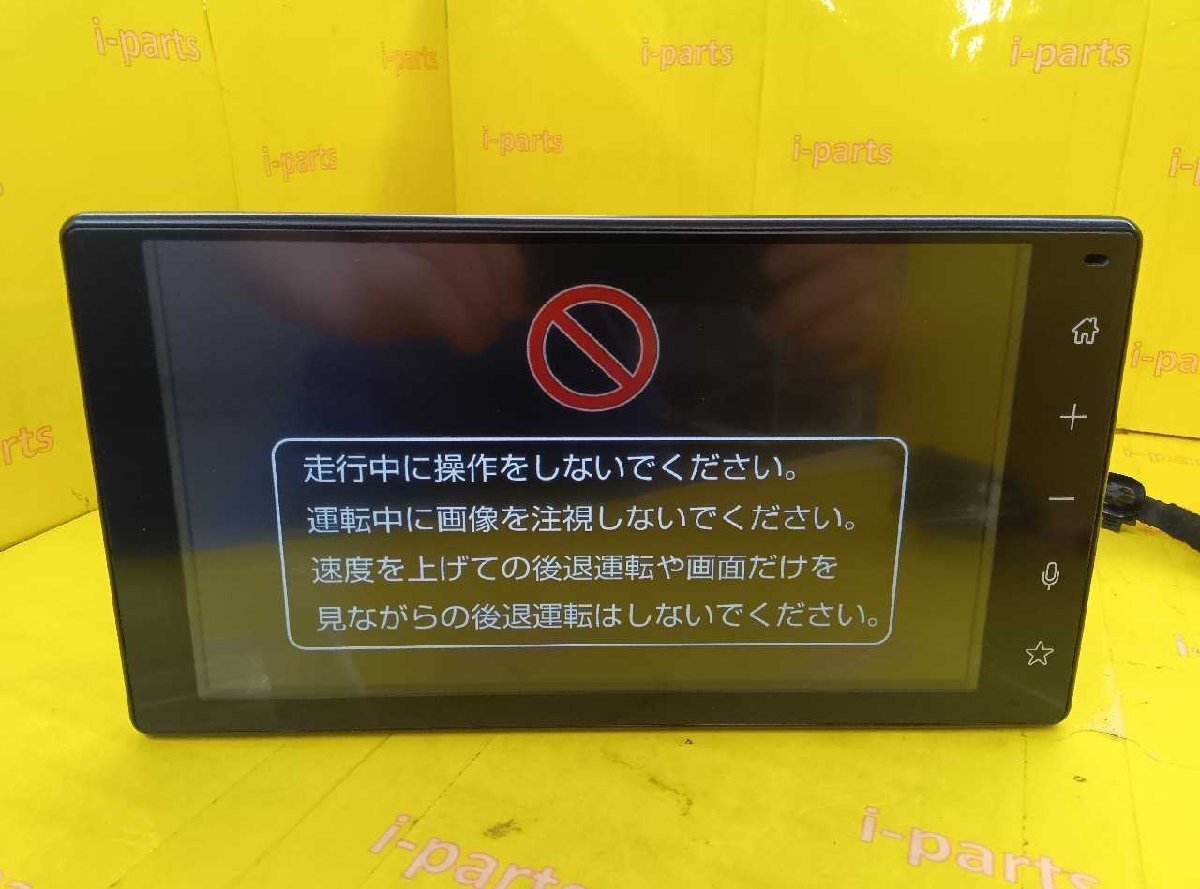 i-parts i-parts i-parts i-parts
i-parts i-parts i-parts
走行中に操作をしないでください。
運転中に画像を注視しないでください。
速度を上げての後退運転や画面だけを
見ながらの後退運転はしないでください。
i-parts i-parts